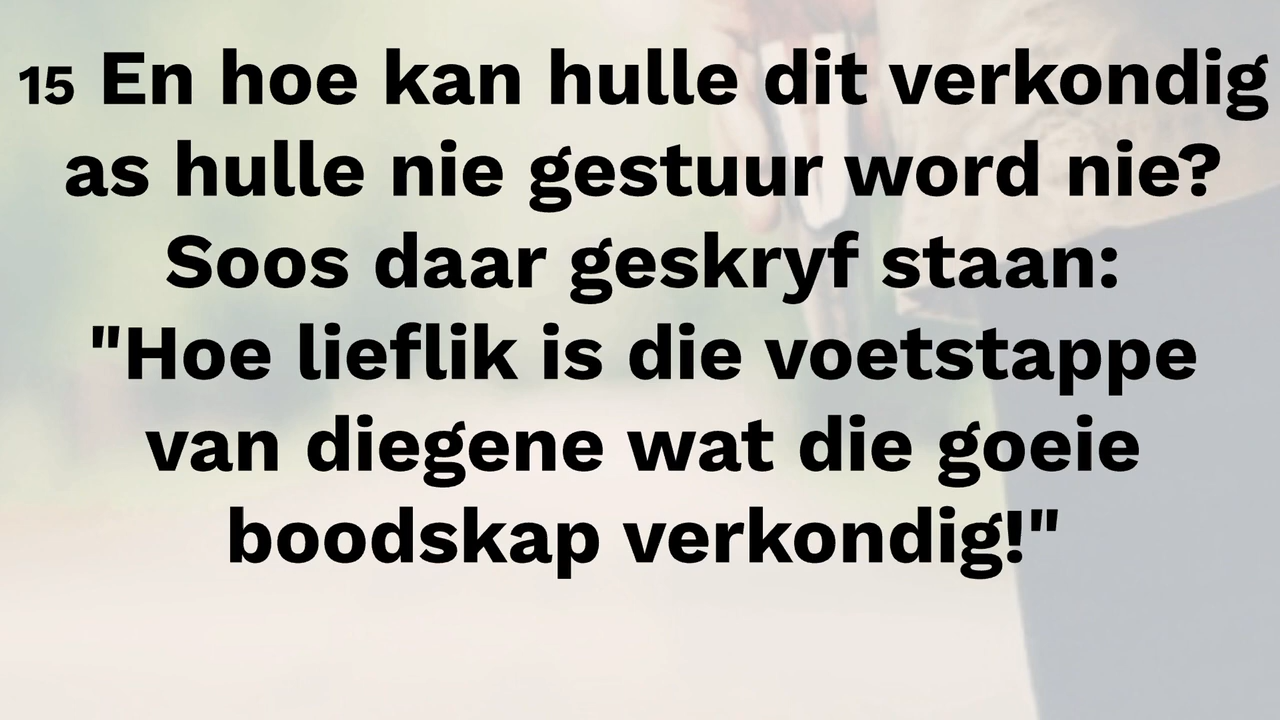 15 En hoe kan hulle dit verkondig
as hulle nie gestuur word nie?
Soos daar geskryf staan:
"Hoe lieflik is die voetstappe
van diegene wat die goeie
boodskap verkondig!"